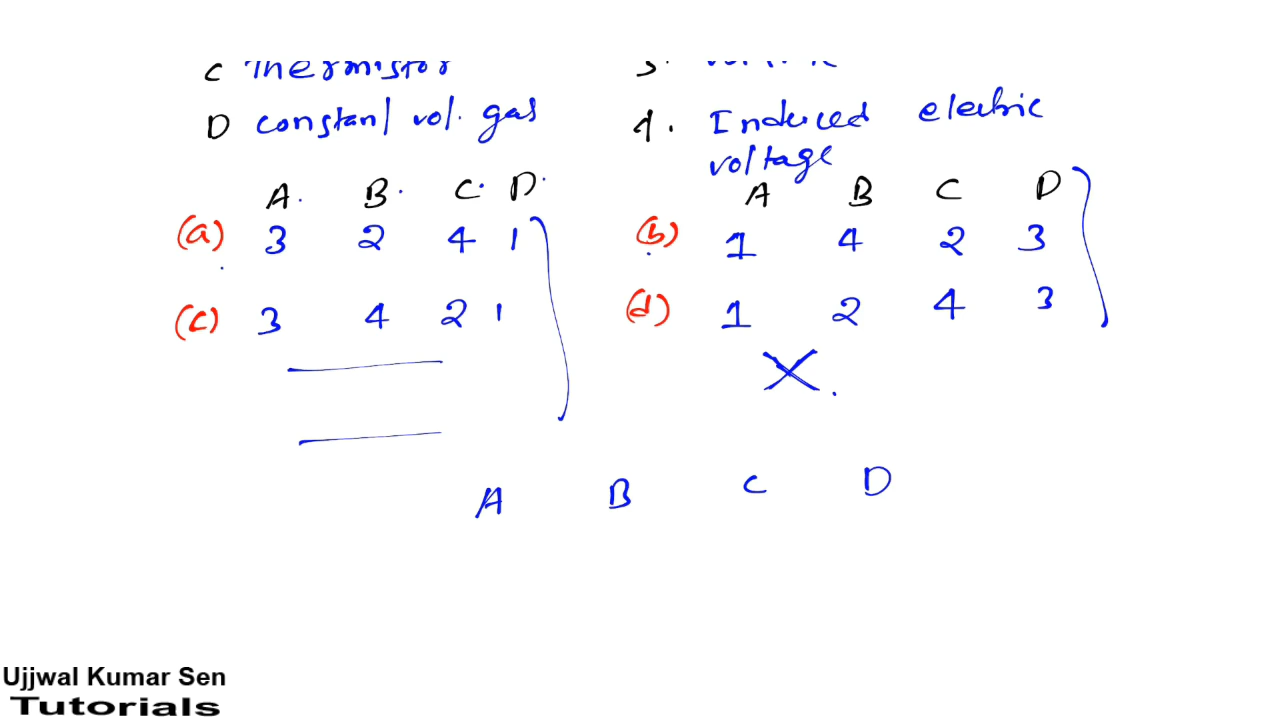 C Thermistor 3.
D constant vol. gas 4. Induced electric
voltage
A. B. C. D. A B C D
(a) 3 2 4 1 (b) 1 4 2 3
(c) 3 4 2 1 (d) 1 2 4 3
X.
A B C D
Ujjwal Kumar Sen
Tutorials